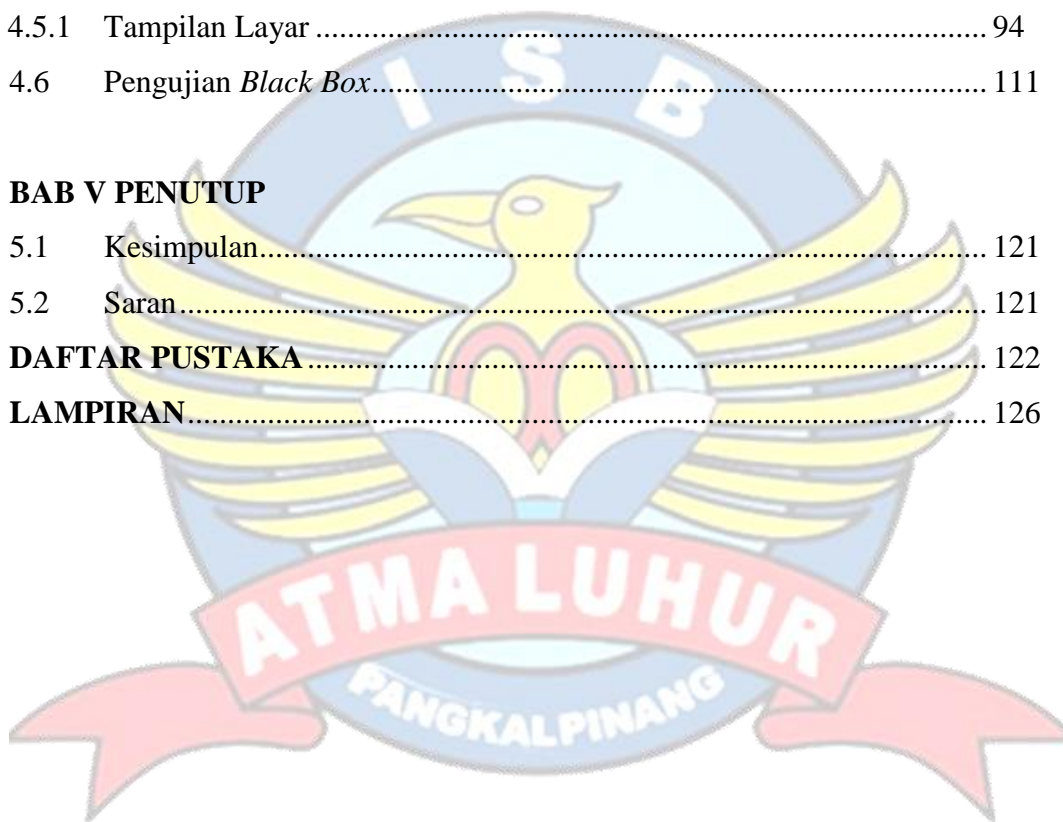 4.5.1 Tampilan Layar ........................................................................................ 94
4.6 Pengujian Black Box................................................................................. 111
BAB V PENUTUP
5.1 Kesimpulan................................................................................................ 121
5.2 Saran........................................................................................................... 121
DAFTAR PUSTAKA ......................................................................................... 122
LAMPIRAN......................................................................................................... 126
ISB
ATMA LUHUR
PANGKALPINANG